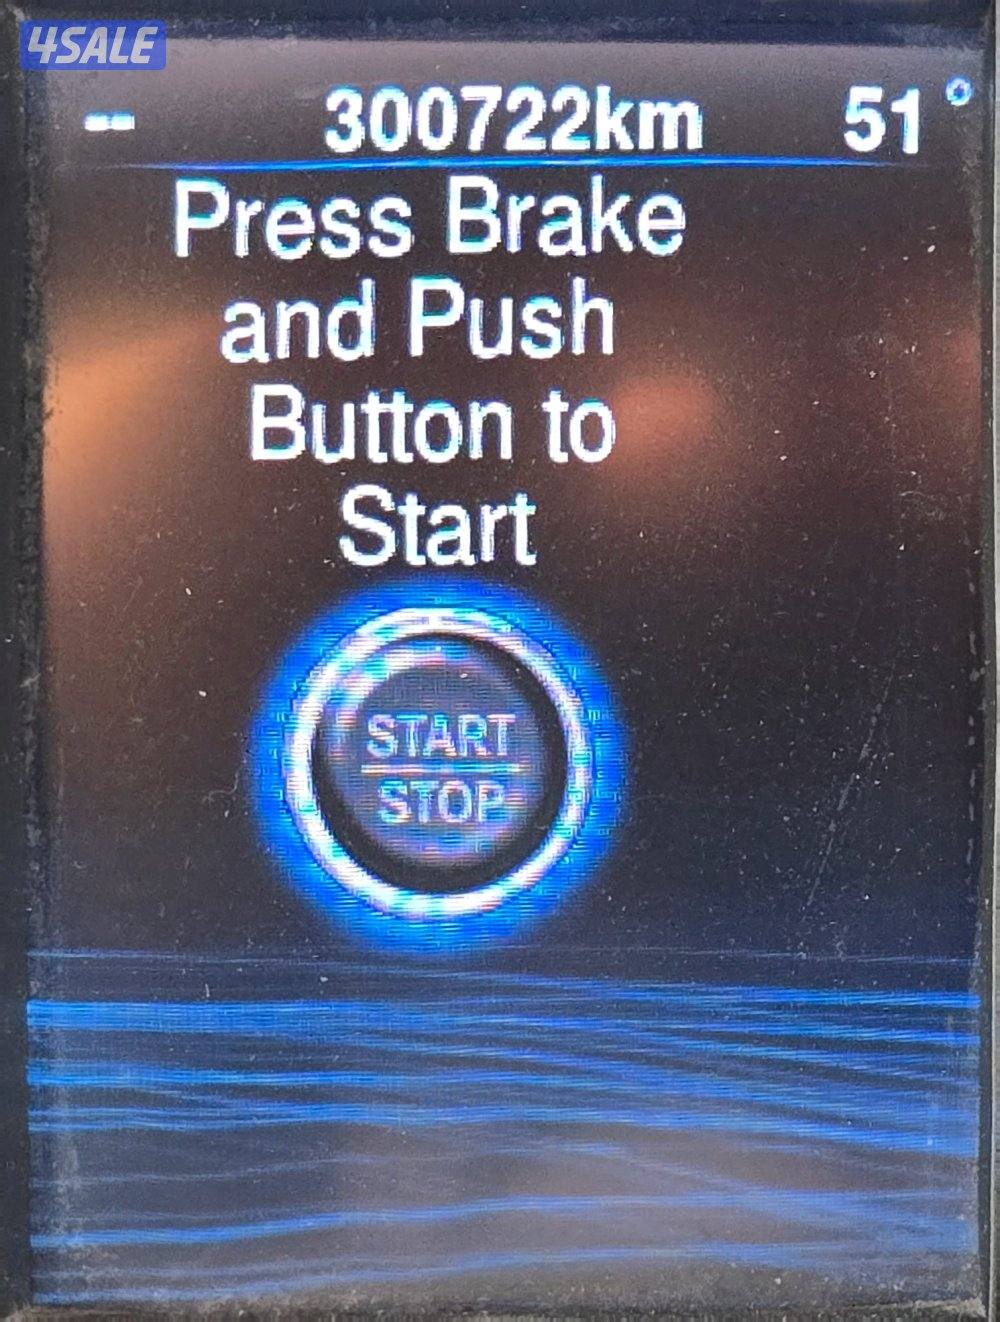 4SALE
-- 300722km 51°
Press Brake
and Push
Button to
Start
START
STOP